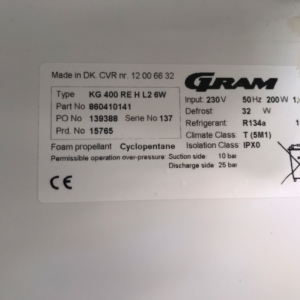 Made in DK. CVR nr. 12 00 66 32
GRAM
Type KG 400 RE H L2 6W
Part No 860410141
PO No 139388 Serie No 137
Prd. No 15765
Input: 230V 50Hz 200W 1,
Defrost: 32 W
Refrigerant: R134a
Climate Class: T (5M1)
Foam propellant Cyclopentane
Isolation Class: IPX0
Permissible operation over-pressure: Suction side: 10 bar
Discharge side: 25 bar
CE